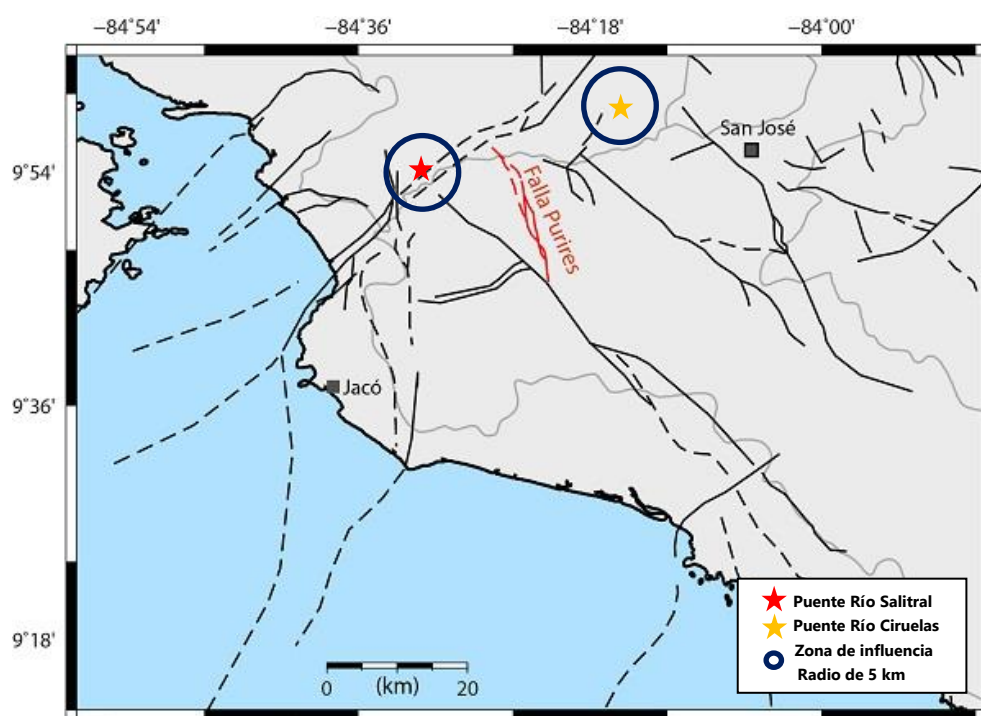 −84˚54' −84˚36' −84˚18' −84˚00'
San José
9˚54'
Falla Purires
Jacó
9˚36'
Puente Río Salitral
Puente Río Ciruelas
Zona de influencia
Radio de 5 km
9˚18'
0 (km) 20